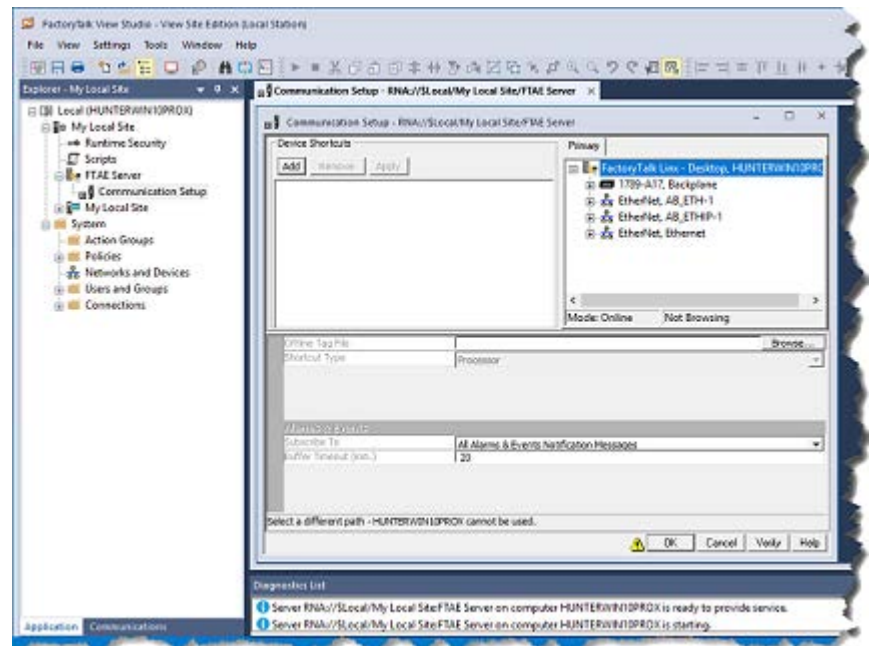 FactoryTalk View Studio - View Site Edition (Local Station)
File View Settings Tools Window Help
Explorer - My Local Site
Communication Setup - RNA://$Local/My Local Site/FTAE Server
Local (HUNTERWIN10PROX)
My Local Site
Runtime Security
Scripts
FTAE Server
Communication Setup
My Local Site
System
Action Groups
Policies
Networks and Devices
Users and Groups
Connections
Application Communications
Communication Setup - RNA://$Local/My Local Site/FTAE Server
Device Shortcuts
Add Remove Apply
Primary
FactoryTalk Linx - Desktop, HUNTERWIN10PRO
1789-A17, Backplane
EtherNet, AB_ETH-1
EtherNet, AB_ETHIP-1
EtherNet, Ethernet
Mode: Online Not Browsing
Offline Tag File Browse...
Shortcut Type Processor
Alarms & Events
Subscribe To All Alarms & Events Notification Messages
Buffer Timeout (min.) 20
Select a different path - HUNTERWIN10PROX cannot be used.
OK Cancel Verify Help
Diagnostics List
Server RNA://$Local/My Local Site:FTAE Server on computer HUNTERWIN10PROX is ready to provide service.
Server RNA://$Local/My Local Site:FTAE Server on computer HUNTERWIN10PROX is starting.